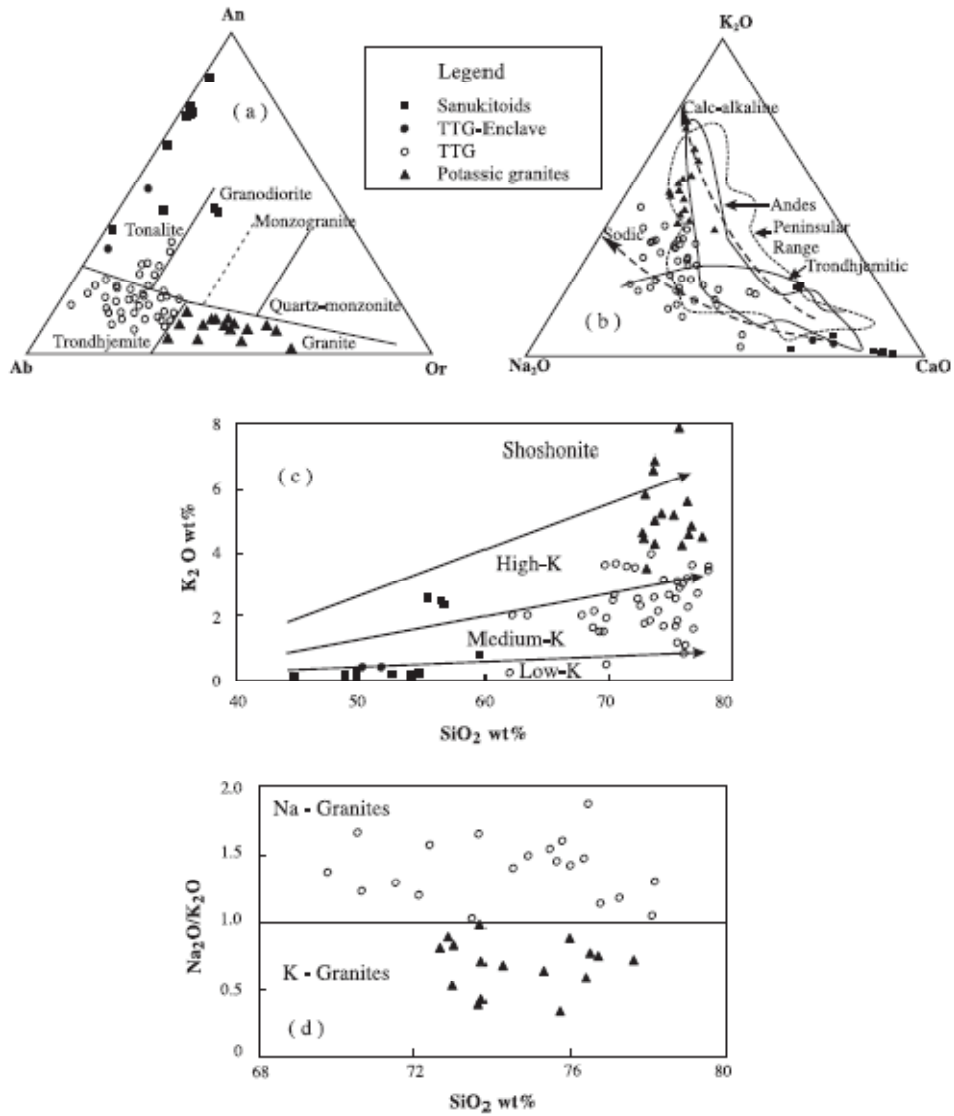 An
K₂O
Legend
Sanukitoids
TTG-Enclave
TTG
Potassic granites
( a )
Granodiorite
Monzogranite
Tonalite
Quartz-monzonite
Trondhjemite
Granite
Ab
Or
Calc-alkaline
Andes
Peninsular
Range
Sodic
Trondhjemitic
( b )
Na₂O
CaO
8
6
4
2
0
K₂O wt%
( c )
Shoshonite
High-K
Medium-K
Low-K
40
50
60
70
80
SiO₂ wt%
2.0
1.5
1.0
0.5
0
Na₂O/K₂O
Na - Granites
K - Granites
( d )
68
72
76
80
SiO₂ wt%